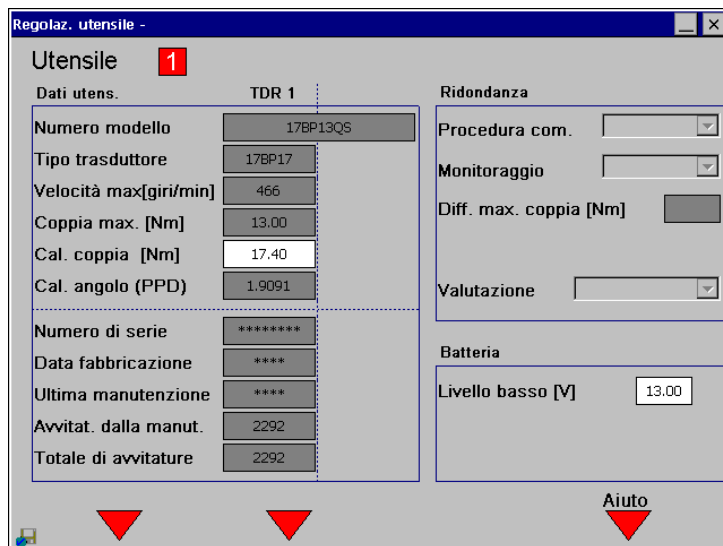 Regolaz. utensile -
Utensile 1
Dati utens. TDR 1
Numero modello 17BP13QS
Tipo trasduttore 17BP17
Velocità max[giri/min] 466
Coppia max. [Nm] 13.00
Cal. coppia [Nm] 17.40
Cal. angolo (PPD) 1.9091
Numero di serie ********
Data fabbricazione ****
Ultima manutenzione ****
Avvitat. dalla manut. 2292
Totale di avvitature 2292
Ridondanza
Procedura com.
Monitoraggio
Diff. max. coppia [Nm]
Valutazione
Batteria
Livello basso [V] 13.00
Aiuto